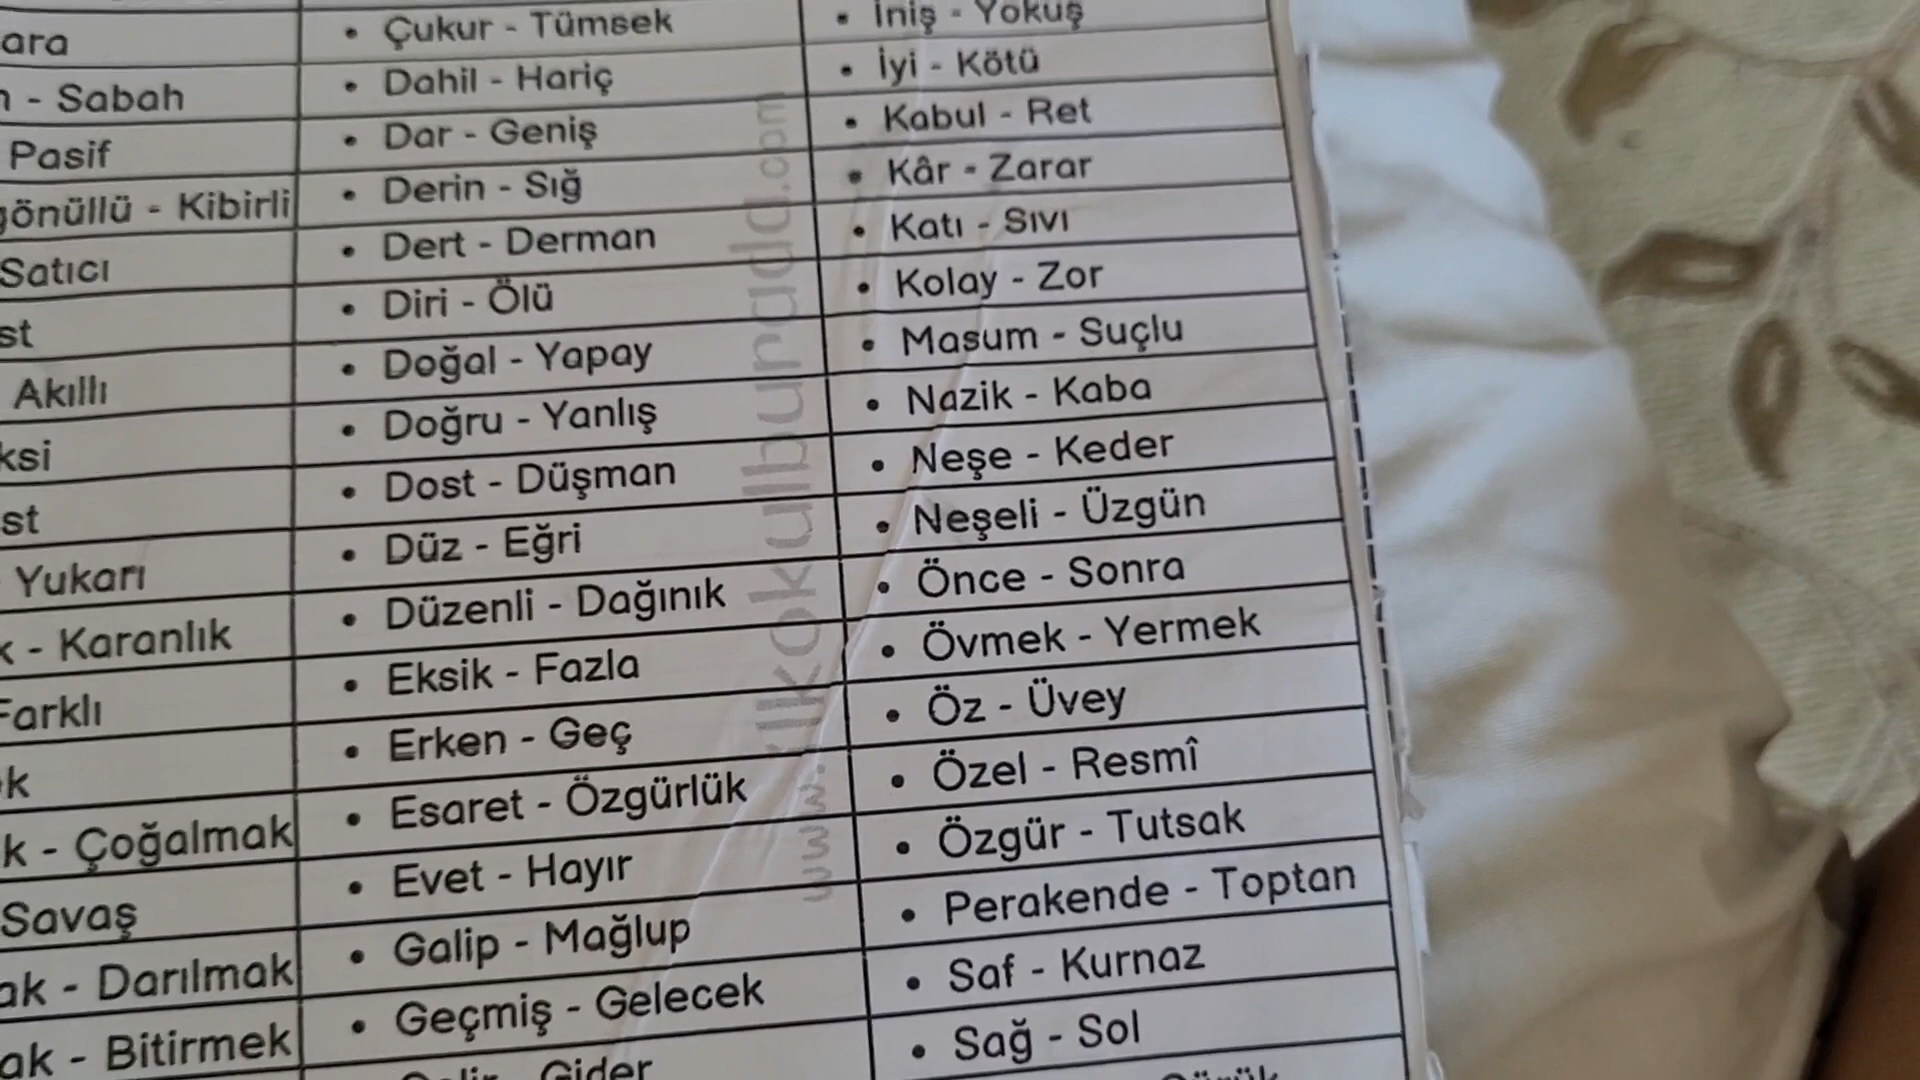 ara
- Sabah
Pasif
gönüllü - Kibirli
Satıcı
st
Akıllı
ksi
st
Yukarı
k - Karanlık
Farklı
k
k - Çoğalmak
Savaş
ak - Darılmak
ak - Bitirmek
• Çukur - Tümsek
• Dahil - Hariç
• Dar - Geniş
• Derin - Sığ
• Dert - Derman
• Diri - Ölü
• Doğal - Yapay
• Doğru - Yanlış
• Dost - Düşman
• Düz - Eğri
• Düzenli - Dağınık
• Eksik - Fazla
• Erken - Geç
• Esaret - Özgürlük
• Evet - Hayır
• Galip - Mağlup
• Geçmiş - Gelecek
Gelir - Gider
• İniş - Yokuş
• İyi - Kötü
• Kabul - Ret
• Kâr - Zarar
• Katı - Sıvı
• Kolay - Zor
• Masum - Suçlu
• Nazik - Kaba
• Neşe - Keder
• Neşeli - Üzgün
• Önce - Sonra
• Övmek - Yermek
• Öz - Üvey
• Özel - Resmî
• Özgür - Tutsak
• Perakende - Toptan
• Saf - Kurnaz
• Sağ - Sol
www.ilkokulburada.com